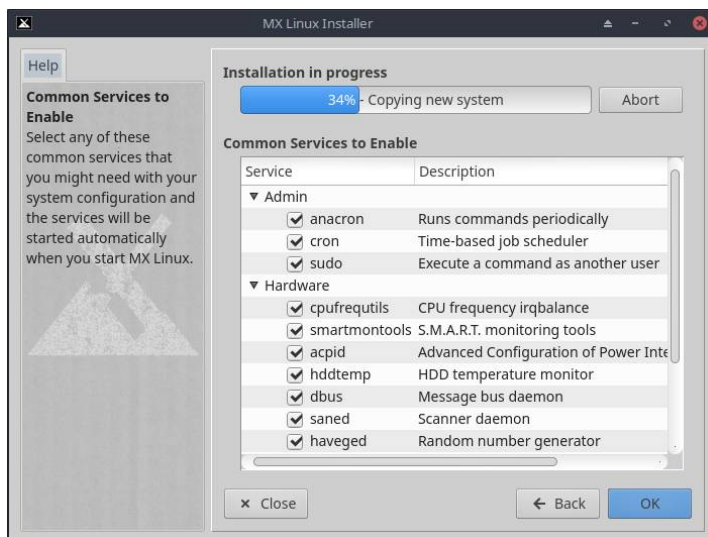 MX Linux Installer
Help
Common Services to
Enable
Select any of these
common services that
you might need with your
system configuration and
the services will be
started automatically
when you start MX Linux.
Installation in progress
34% - Copying new system
Abort
Common Services to Enable
Service Description
Admin
anacron Runs commands periodically
cron Time-based job scheduler
sudo Execute a command as another user
Hardware
cpufrequtils CPU frequency irqbalance
smartmontools S.M.A.R.T. monitoring tools
acpid Advanced Configuration of Power Inte
hddtemp HDD temperature monitor
dbus Message bus daemon
saned Scanner daemon
haveged Random number generator
Close
Back
OK